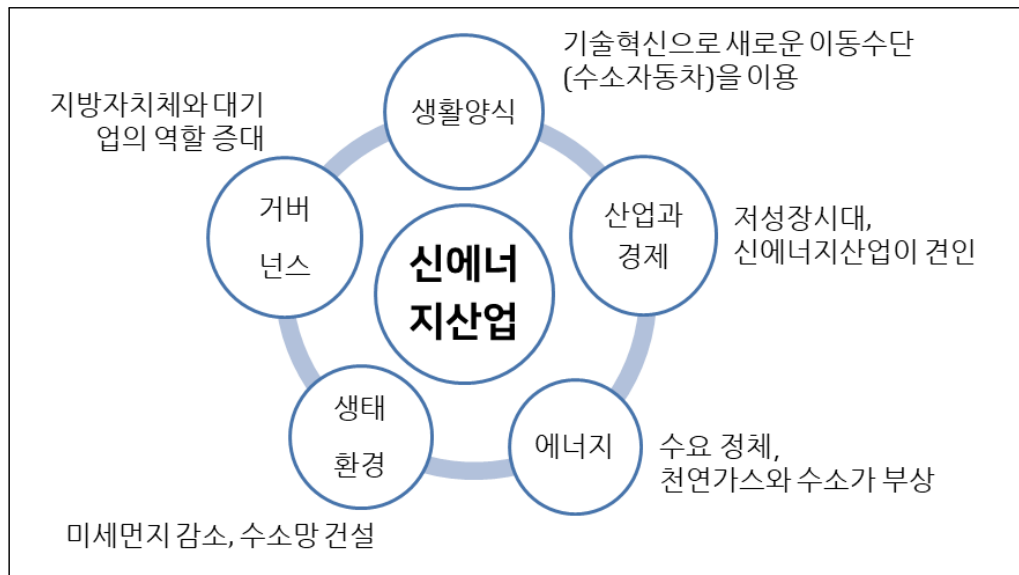 기술혁신으로 새로운 이동수단
(수소자동차)을 이용
생활양식
지방자치체와 대기
업의 역할 증대
거버
넌스
산업과
경제
저성장시대,
신에너지산업이 견인
신에너
지산업
생태
환경
에너지
수요 정체,
천연가스와 수소가 부상
미세먼지 감소, 수소망 건설